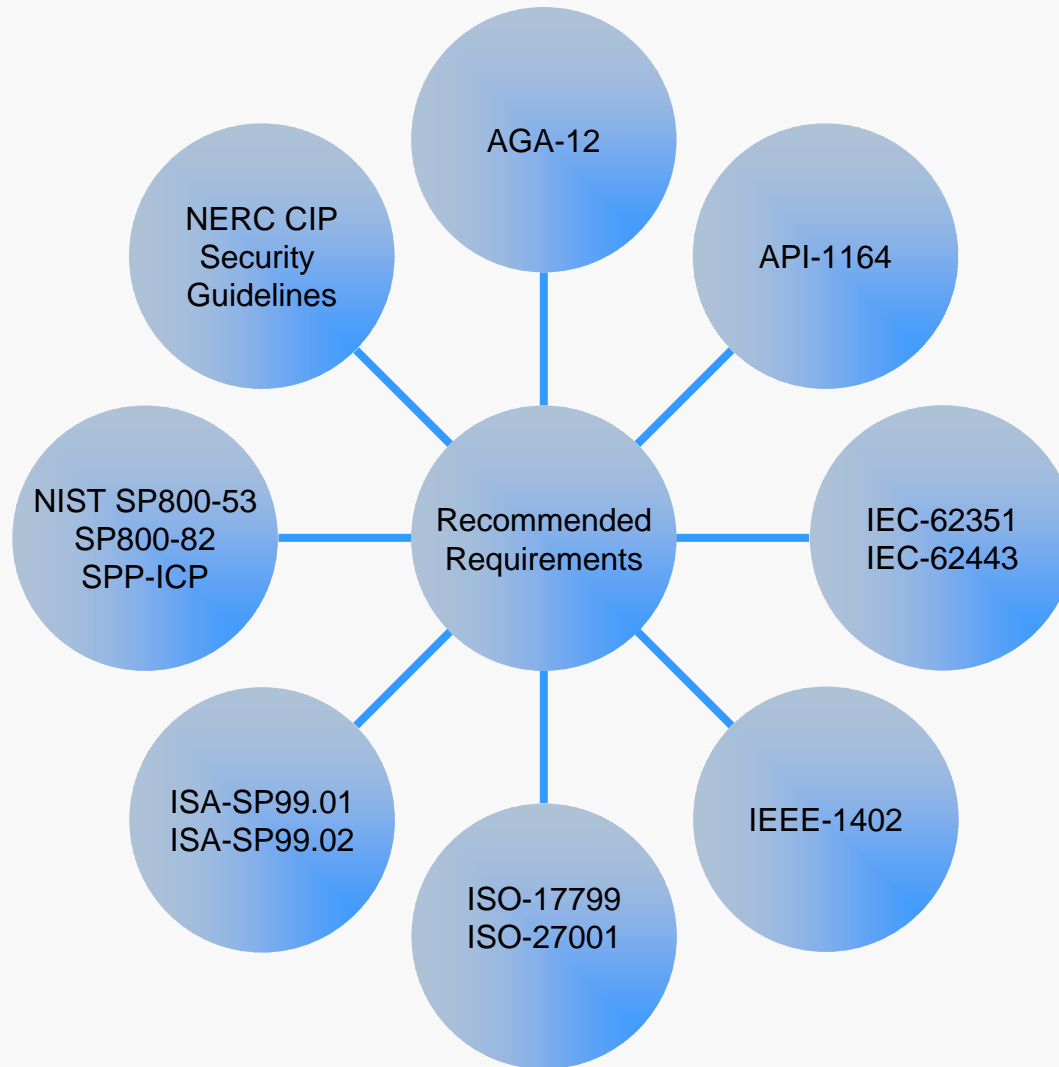 AGA-12
NERC CIP
Security
Guidelines
API-1164
NIST SP800-53
SP800-82
SPP-ICP
Recommended
Requirements
IEC-62351
IEC-62443
ISA-SP99.01
ISA-SP99.02
IEEE-1402
ISO-17799
ISO-27001